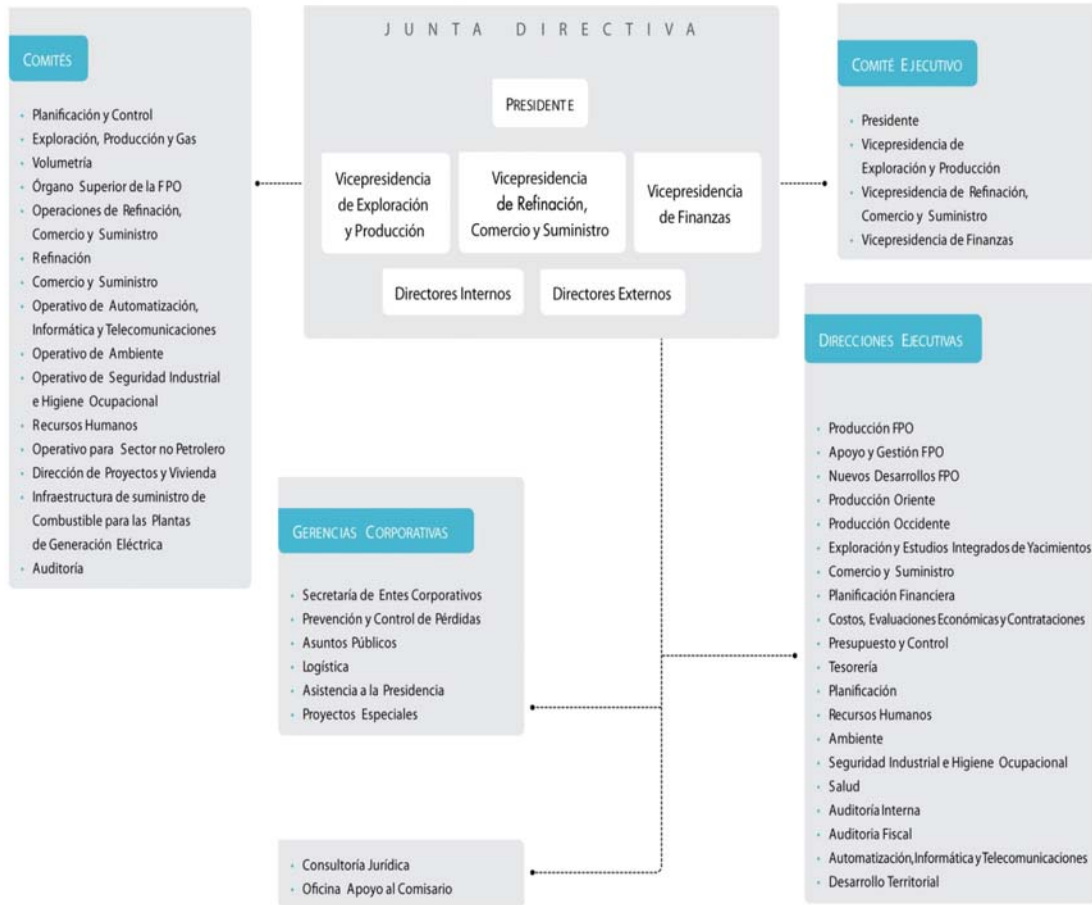 JUNTA DIRECTIVA
PRESIDENTE
Vicepresidencia
de Exploración
y Producción
Vicepresidencia
de Refinación,
Comercio y Suministro
Vicepresidencia
de Finanzas
Directores Internos
Directores Externos
COMITÉS
• Planificación y Control
• Exploración, Producción y Gas
• Volumetría
• Órgano Superior de la FPO
• Operaciones de Refinación,
Comercio y Suministro
• Refinación
• Comercio y Suministro
• Operativo de Automatización,
Informática y Telecomunicaciones
• Operativo de Ambiente
• Operativo de Seguridad Industrial
e Higiene Ocupacional
• Recursos Humanos
• Operativo para Sector no Petrolero
• Dirección de Proyectos y Vivienda
• Infraestructura de suministro de
Combustible para las Plantas
de Generación Eléctrica
• Auditoría
COMITÉ EJECUTIVO
• Presidente
• Vicepresidencia de
Exploración y Producción
• Vicepresidencia de Refinación,
Comercio y Suministro
• Vicepresidencia de Finanzas
DIRECCIONES EJECUTIVAS
• Producción FPO
• Apoyo y Gestión FPO
• Nuevos Desarrollos FPO
• Producción Oriente
• Producción Occidente
• Exploración y Estudios Integrados de Yacimientos
• Comercio y Suministro
• Planificación Financiera
• Costos, Evaluaciones Económicas y Contrataciones
• Presupuesto y Control
• Tesorería
• Planificación
• Recursos Humanos
• Ambiente
• Seguridad Industrial e Higiene Ocupacional
• Salud
• Auditoría Interna
• Auditoria Fiscal
• Automatización, Informática y Telecomunicaciones
• Desarrollo Territorial
GERENCIAS CORPORATIVAS
• Secretaría de Entes Corporativos
• Prevención y Control de Pérdidas
• Asuntos Públicos
• Logística
• Asistencia a la Presidencia
• Proyectos Especiales
• Consultoría Jurídica
• Oficina Apoyo al Comisario